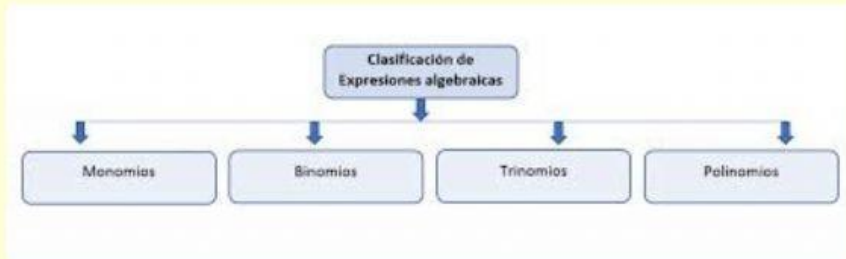 Clasificación de
Expresiones algebraicas
Monomios
Binomios
Trinomios
Polinomios